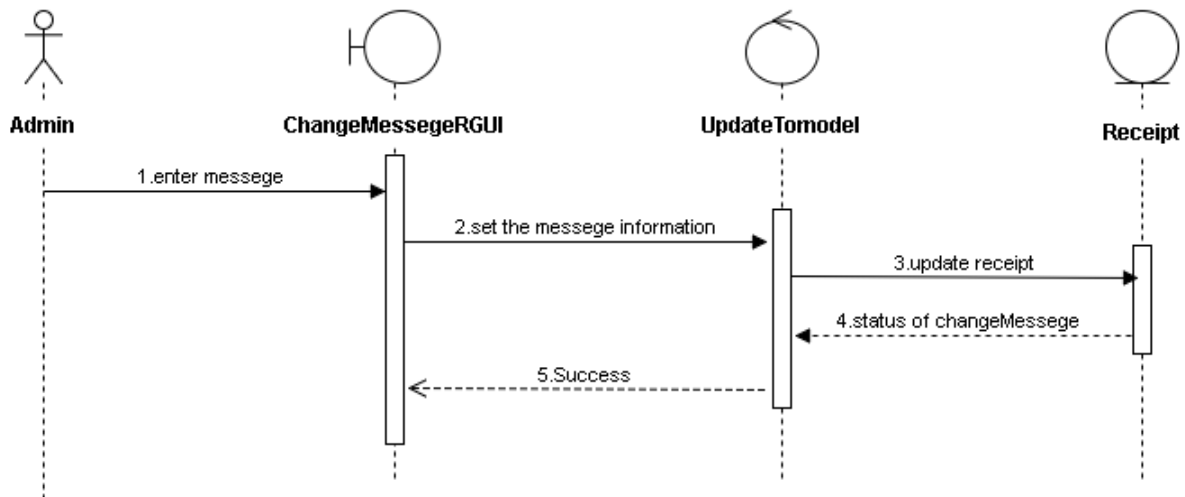 Admin
ChangeMessegeRGUI
UpdateTomodel
Receipt
1.enter messege
2.set the messege information
3.update receipt
4.status of changeMessege
5.Success